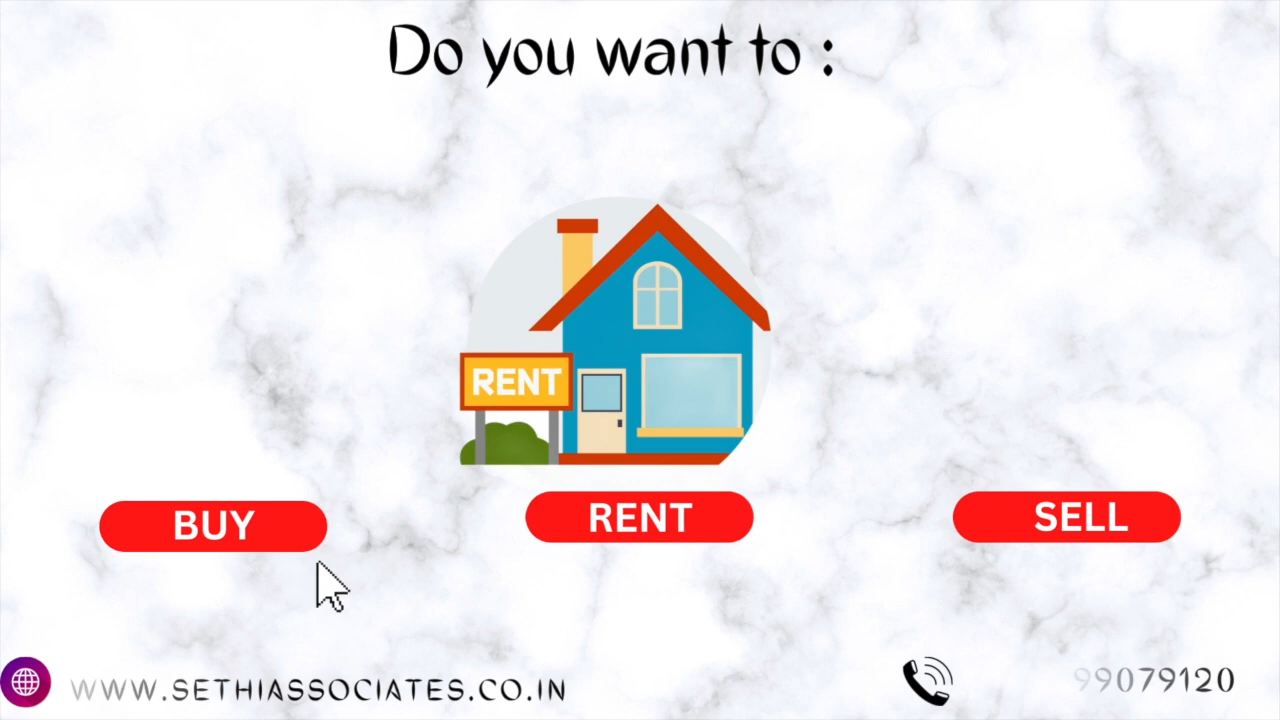 Do you want to :
RENT
BUY
RENT
SELL
WWW.SETHIASSOCIATES.CO.IN
99079120